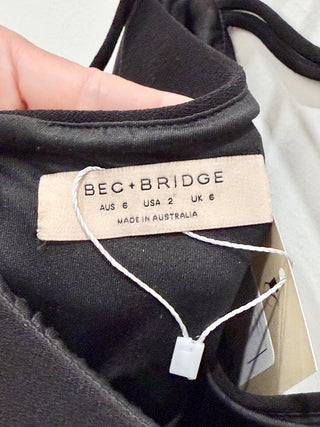 BEC+BRIDGE
AUS 6 USA 2 UK 6
MADE IN AUSTRALIA